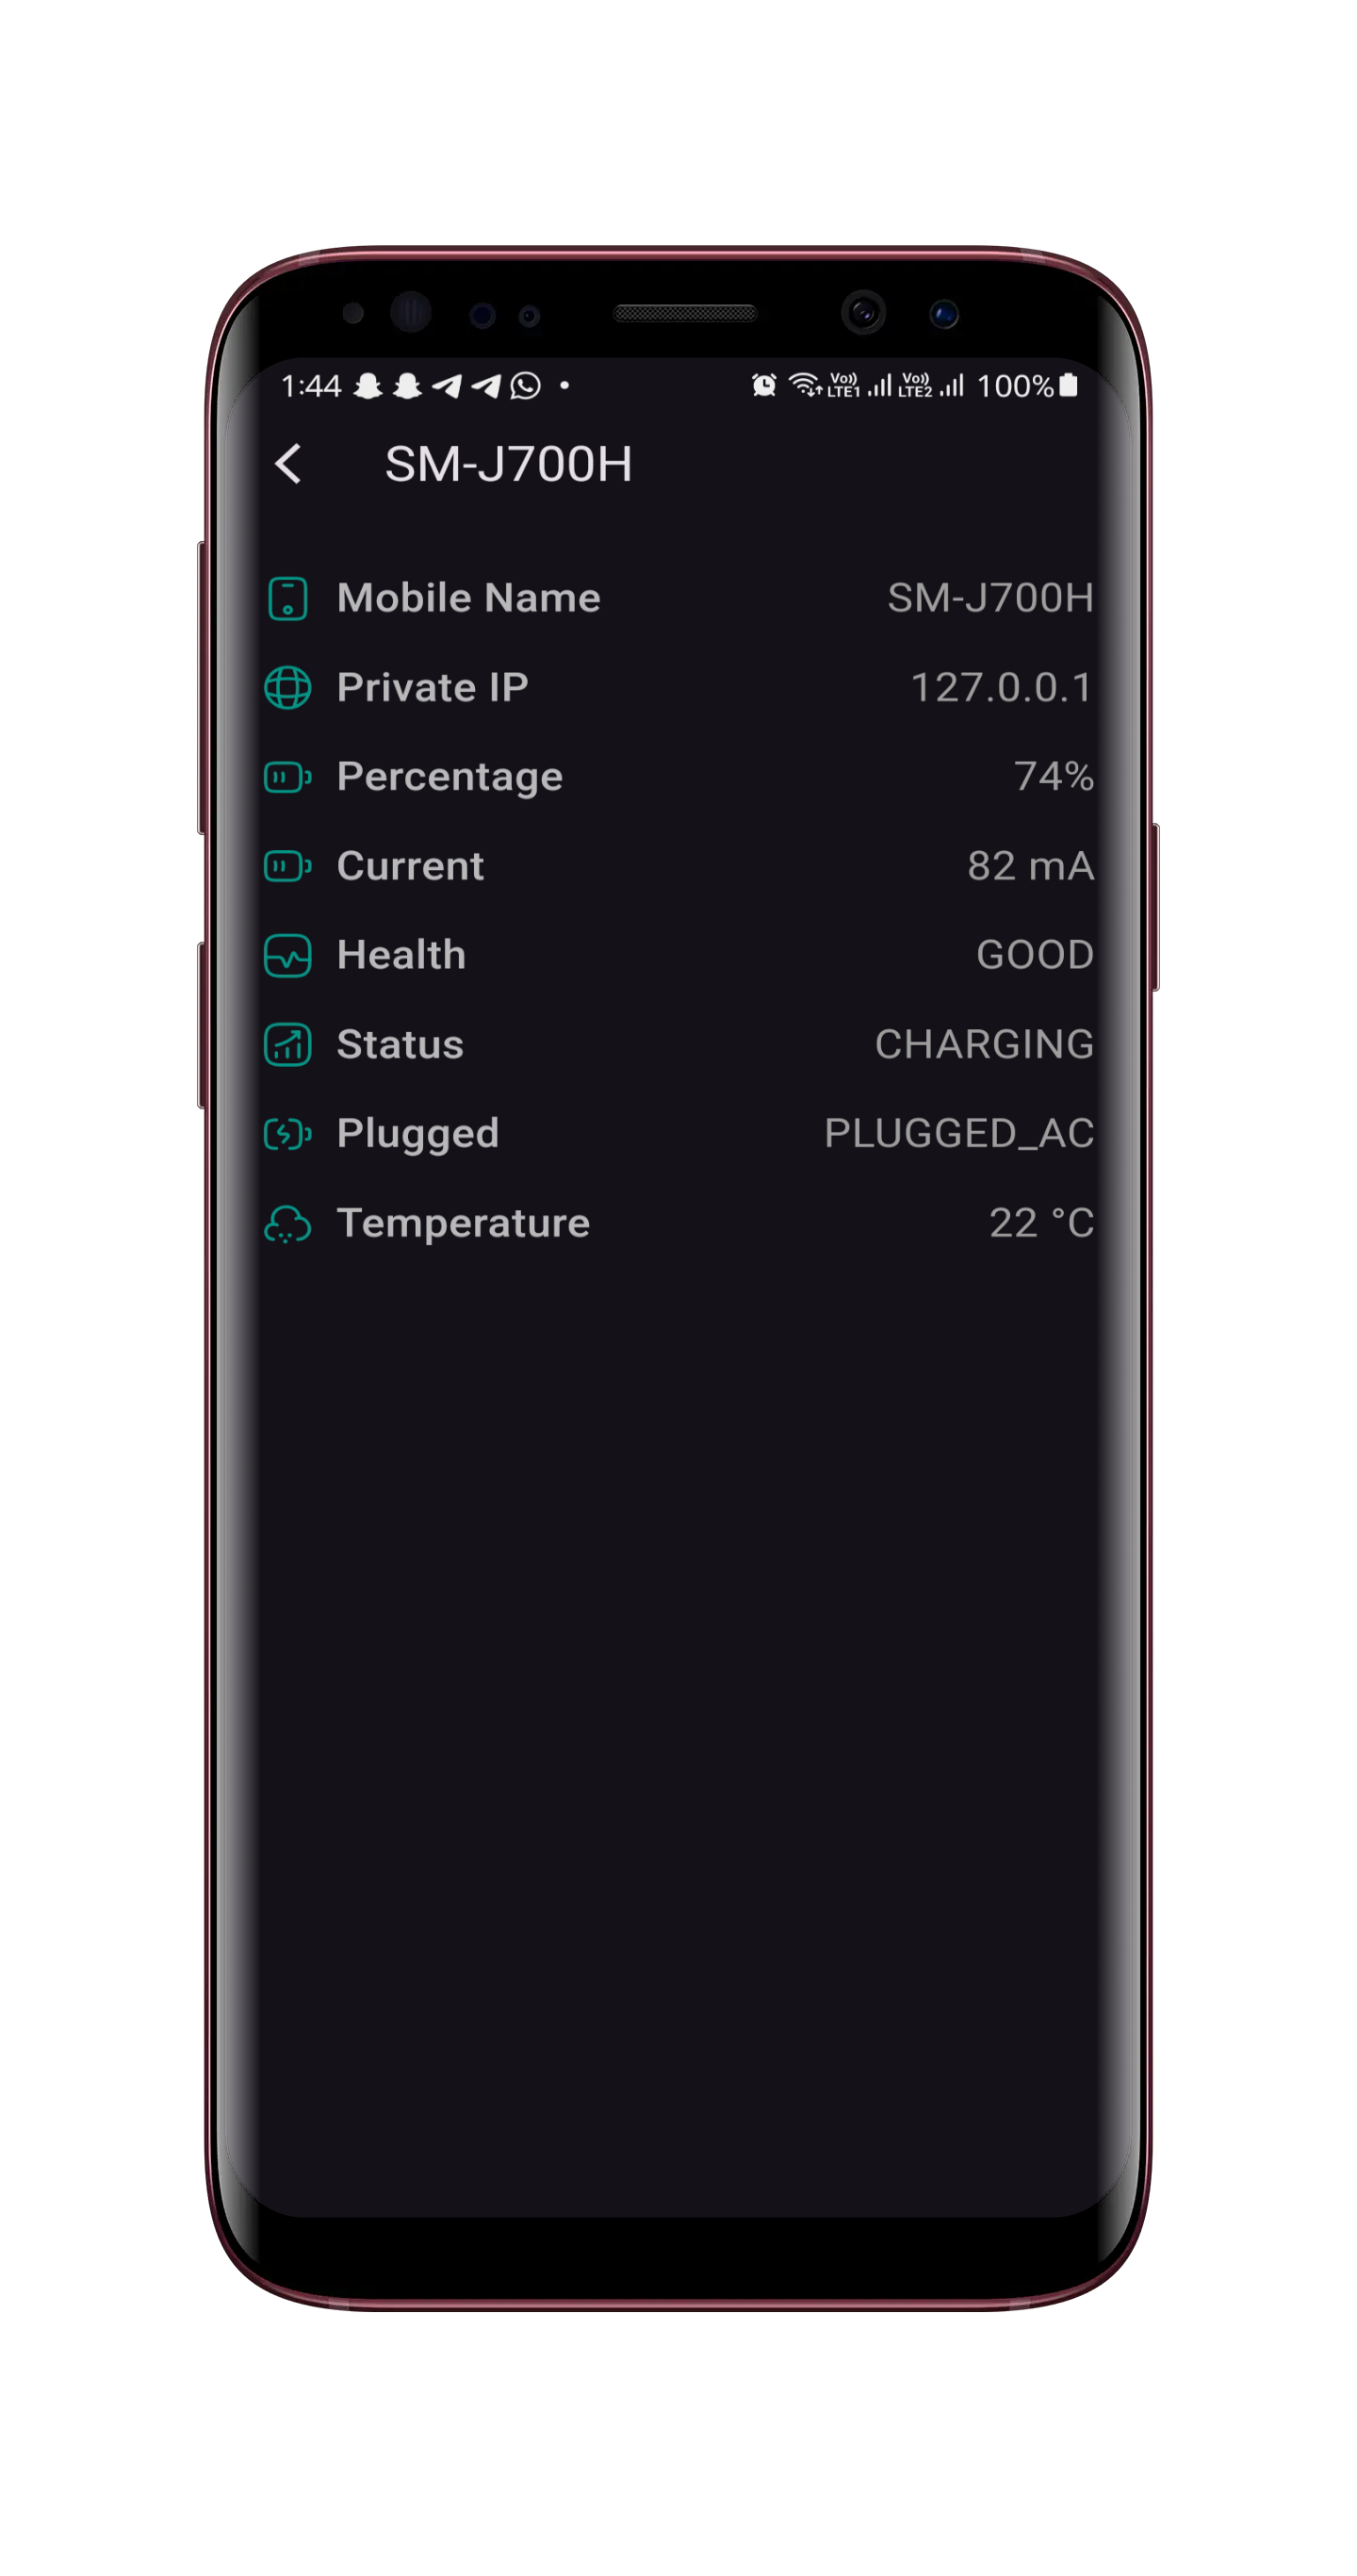 1:44 Vo)) LTE1 Vo)) LTE2 100%
SM-J700H
Mobile Name SM-J700H
Private IP 127.0.0.1
Percentage 74%
Current 82 mA
Health GOOD
Status CHARGING
Plugged PLUGGED_AC
Temperature 22 °C